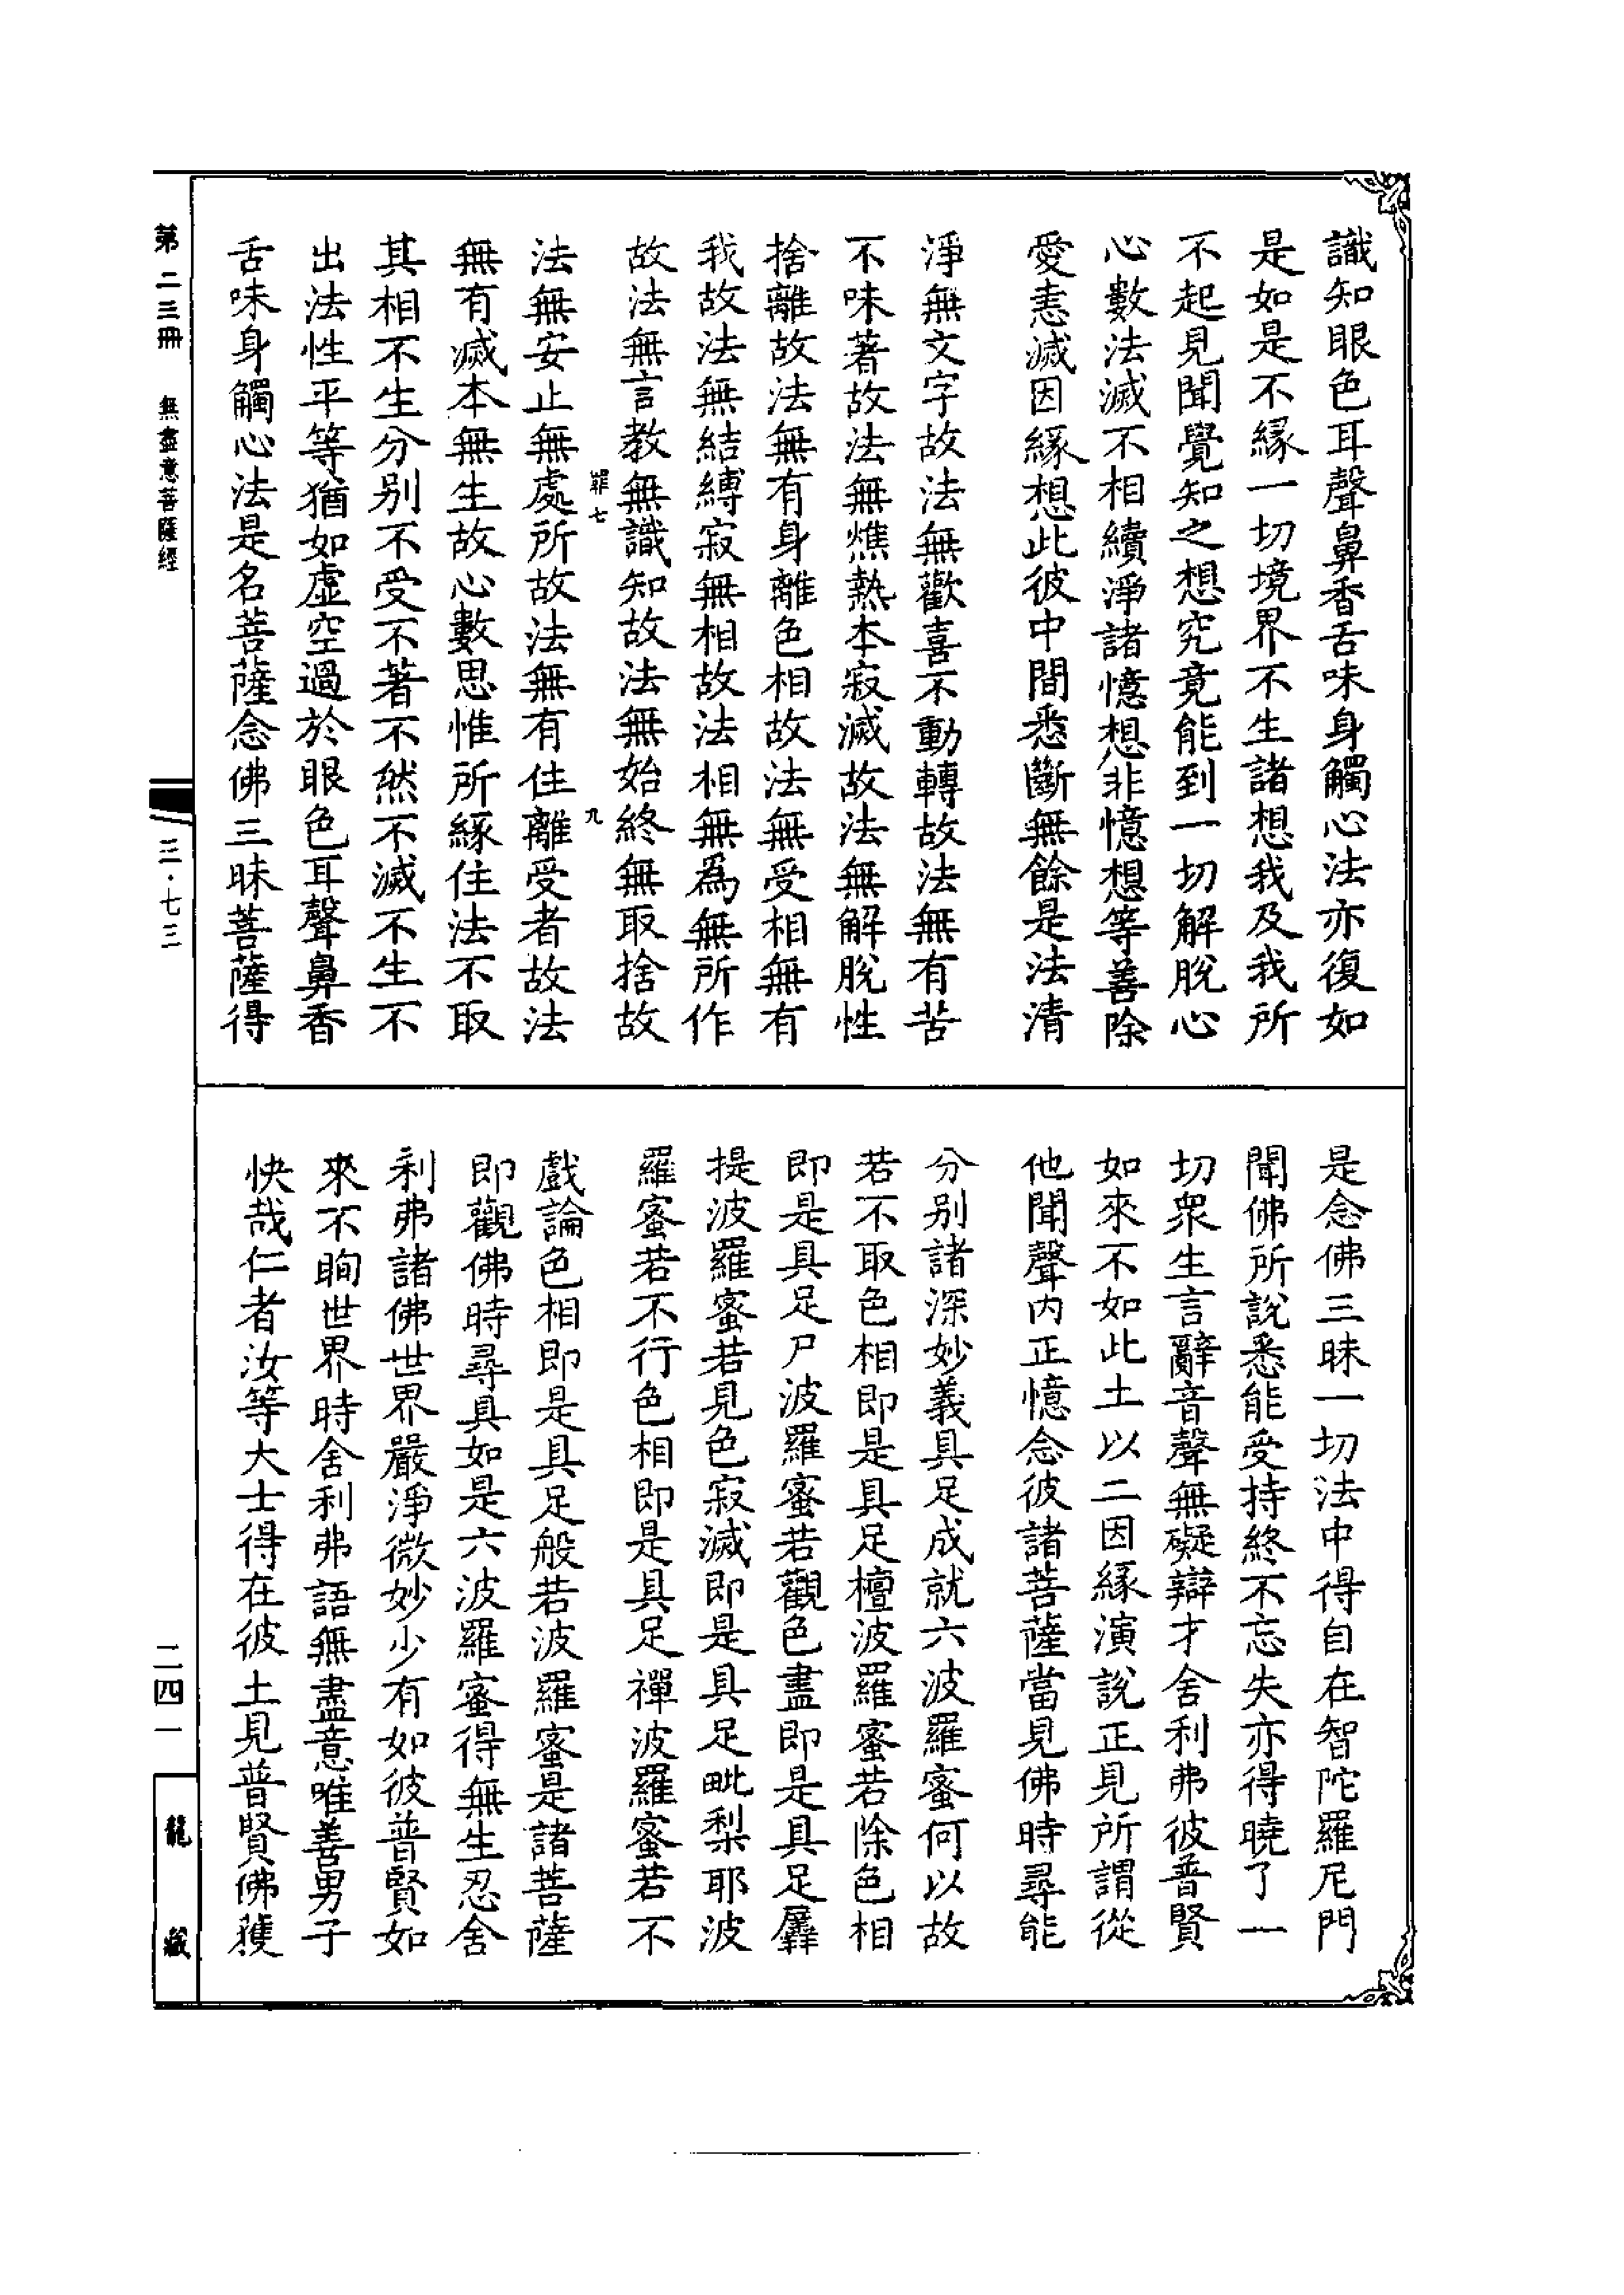 識知眼色耳聲鼻香舌味身觸心法亦復如
是如是不緣一切境界不生諸想我及我所
不起見聞覺知之想究竟能到一切解脫心
心數法滅不相續淨諸憶想非憶想等善除
愛恚滅因緣想此彼中間悉斷無餘是法清
淨無文字故法無歡喜不動轉故法無有苦
不味著故法無燋熱本寂滅故法無解脫性
捨離故法無有身離色相故法無受相無有
我故法無結縛寂無相故法相無為無所作
故法無言教無識知故法無始終無取捨故
罪七 九
法無安止無處所故法無有住離受者故法
無有滅本無生故心數思惟所緣住法不取
其相不生分別不受不著不然不滅不生不
出法性平等猶如虛空過於眼色耳聲鼻香
舌味身觸心法是名菩薩念佛三昧菩薩得
是念佛三昧一切法中得自在智陀羅尼門
聞佛所說悉能受持終不忘失亦得曉了一
切眾生言辭音聲無礙辯才舍利弗彼普賢
如來不如此土以二因緣演說正見所謂從
他聞聲內正憶念彼諸菩薩當見佛時尋能
分別諸深妙義具足成就六波羅蜜何以故
若不取色相即是具足檀波羅蜜若除色相
即是具足尸波羅蜜若觀色盡即是具足羼
提波羅蜜若見色寂滅即是具足毗梨耶波
羅蜜若不行色相即是具足禪波羅蜜若不
戲論色相即是具足般若波羅蜜是諸菩薩
即觀佛時尋具如是六波羅蜜得無生忍舍
利弗諸佛世界嚴淨微妙少有如彼普賢如
來不眴世界時舍利弗語無盡意唯善男子
快哉仁者汝等大士得在彼土見普賢佛獲
第二三冊 無盡意菩薩經
三·七三
二四一
龍藏